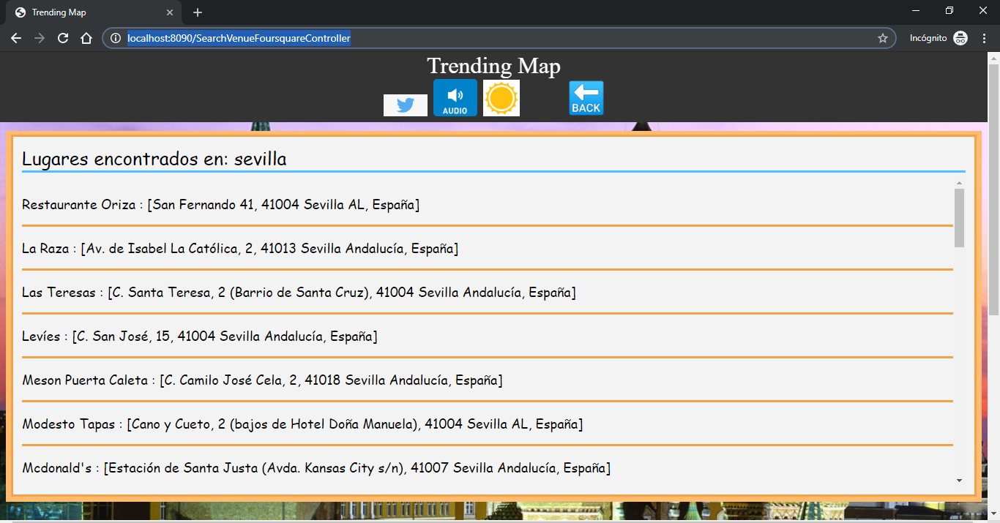 Trending Map
localhost:8090/SearchVenueFoursquareController
Incógnito
Trending Map
AUDIO
BACK
Lugares encontrados en: sevilla
Restaurante Oriza : [San Fernando 41, 41004 Sevilla AL, España]
La Raza : [Av. de Isabel La Católica, 2, 41013 Sevilla Andalucía, España]
Las Teresas : [C. Santa Teresa, 2 (Barrio de Santa Cruz), 41004 Sevilla Andalucía, España]
Levíes : [C. San José, 15, 41004 Sevilla Andalucía, España]
Meson Puerta Caleta : [C. Camilo José Cela, 2, 41018 Sevilla Andalucía, España]
Modesto Tapas : [Cano y Cueto, 2 (bajos de Hotel Doña Manuela), 41004 Sevilla AL, España]
Mcdonald's : [Estación de Santa Justa (Avda. Kansas City s/n), 41007 Sevilla Andalucía, España]